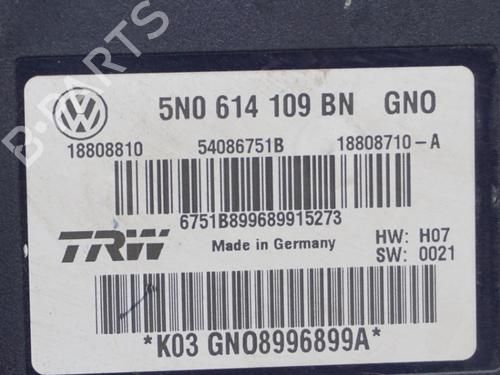 5N0 614 109 BN GNO
18808810 54086751B 18808710-A
6751B899689915273
TRW Made in Germany HW: H07
SW: 0021
*K03 GNO8996899A*
B-PARTS